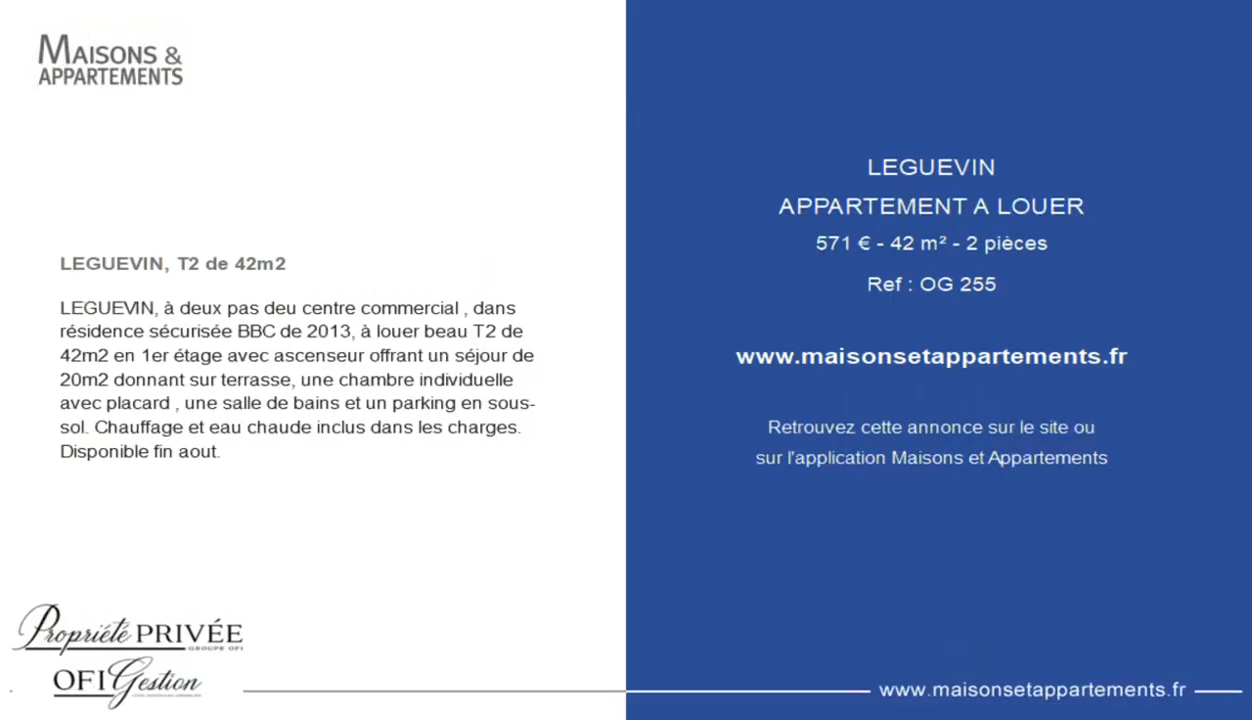 MAISONS &
APPARTEMENTS
LEGUEVIN, T2 de 42m2
LEGUEVIN, à deux pas deu centre commercial , dans
résidence sécurisée BBC de 2013, à louer beau T2 de
42m2 en 1er étage avec ascenseur offrant un séjour de
20m2 donnant sur terrasse, une chambre individuelle
avec placard , une salle de bains et un parking en sous-
sol. Chauffage et eau chaude inclus dans les charges.
Disponible fin aout.
Propriété PRIVÉE
GROUPE OFI
OFI Gestion
LEGUEVIN
APPARTEMENT A LOUER
571 € - 42 m² - 2 pièces
Ref : OG 255
www.maisonsetappartements.fr
Retrouvez cette annonce sur le site ou
sur l'application Maisons et Appartements
www.maisonsetappartements.fr